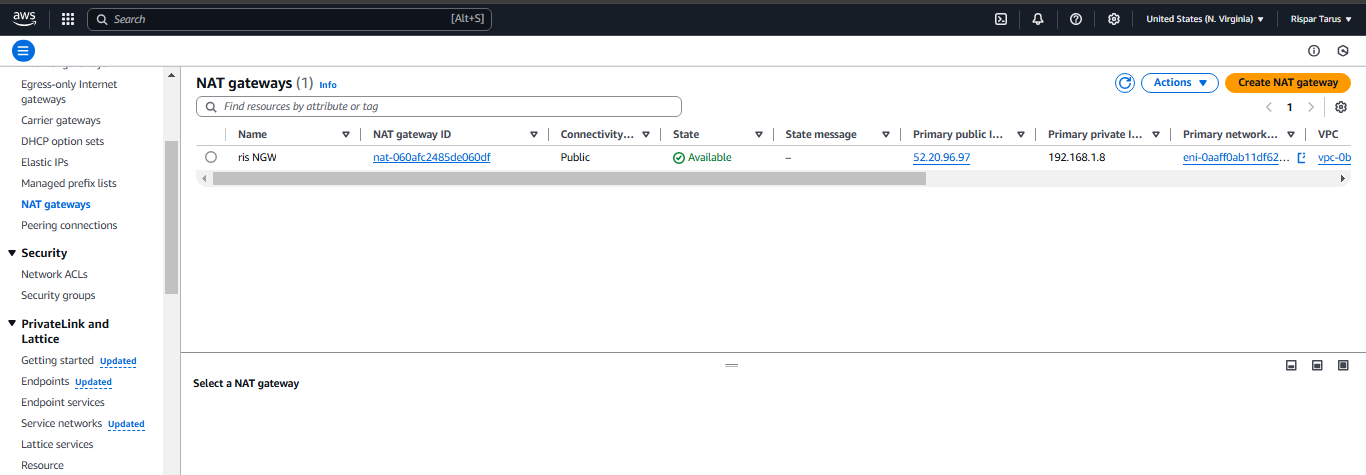 aws
Search [Alt+S]
United States (N. Virginia) Rispar Tarus
Egress-only Internet
gateways
Carrier gateways
DHCP option sets
Elastic IPs
Managed prefix lists
NAT gateways
Peering connections
Security
Network ACLs
Security groups
PrivateLink and
Lattice
Getting started Updated
Endpoints Updated
Endpoint services
Service networks Updated
Lattice services
Resource
NAT gateways (1) Info
Actions
Create NAT gateway
Find resources by attribute or tag
1
Name NAT gateway ID Connectivity... State State message Primary public I... Primary private I... Primary network... VPC
ris NGW nat-060afc2485de060df Public Available – 52.20.96.97 192.168.1.8 eni-0aaff0ab11df62... vpc-0b
Select a NAT gateway